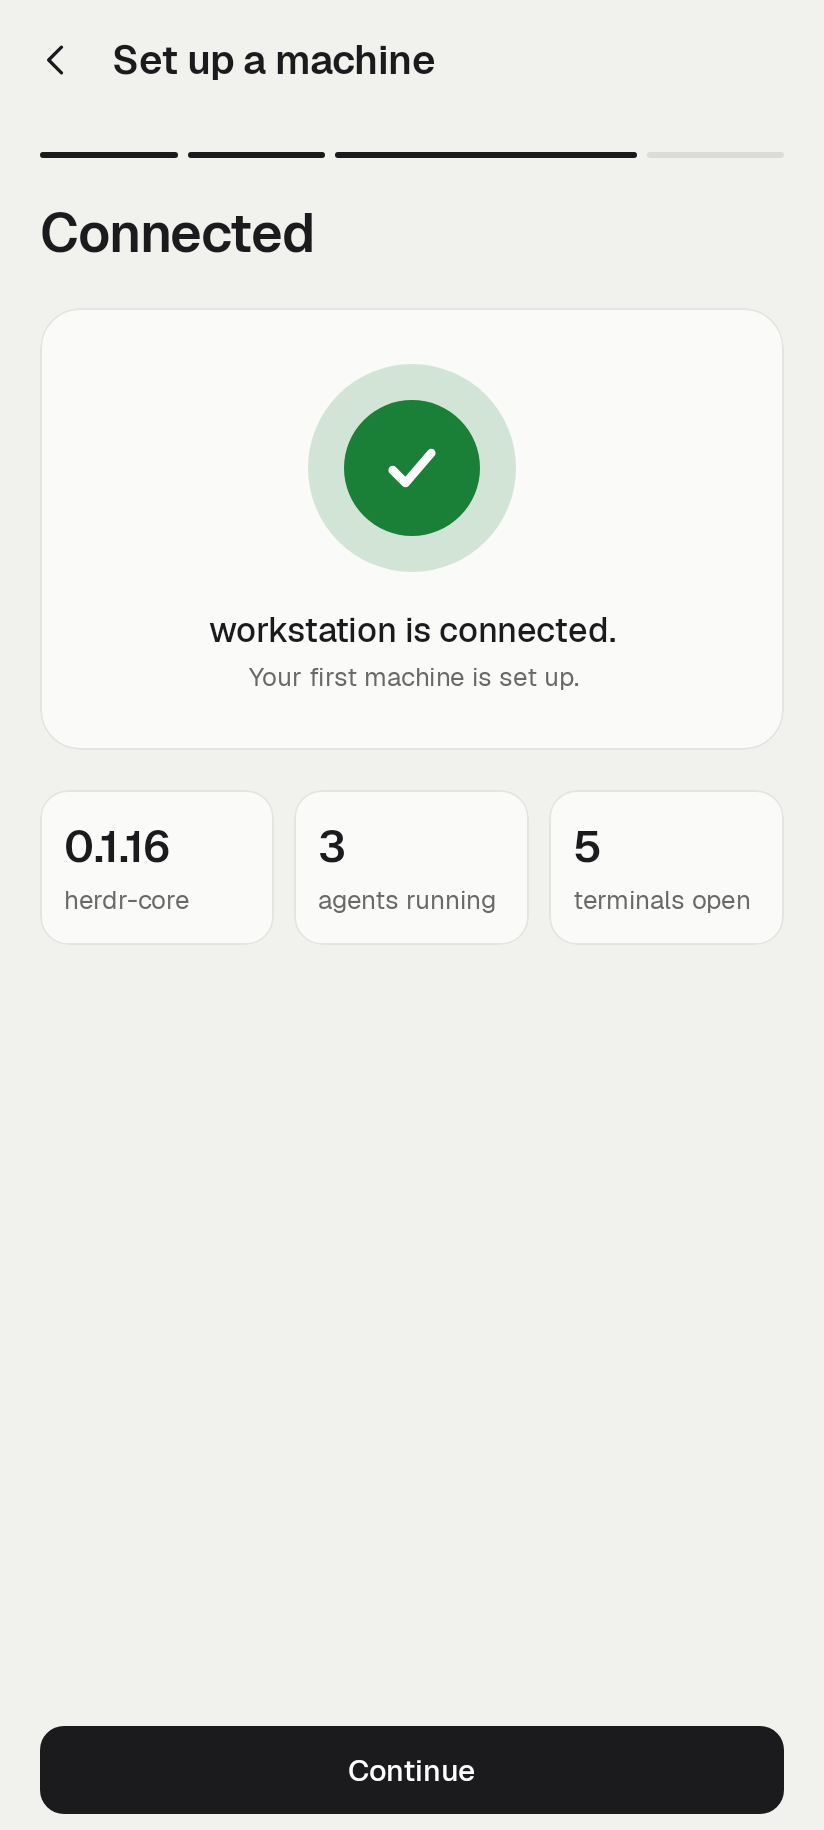 Set up a machine
Connected
workstation is connected.
Your first machine is set up.
0.1.16
herdr-core
3
agents running
5
terminals open
Continue